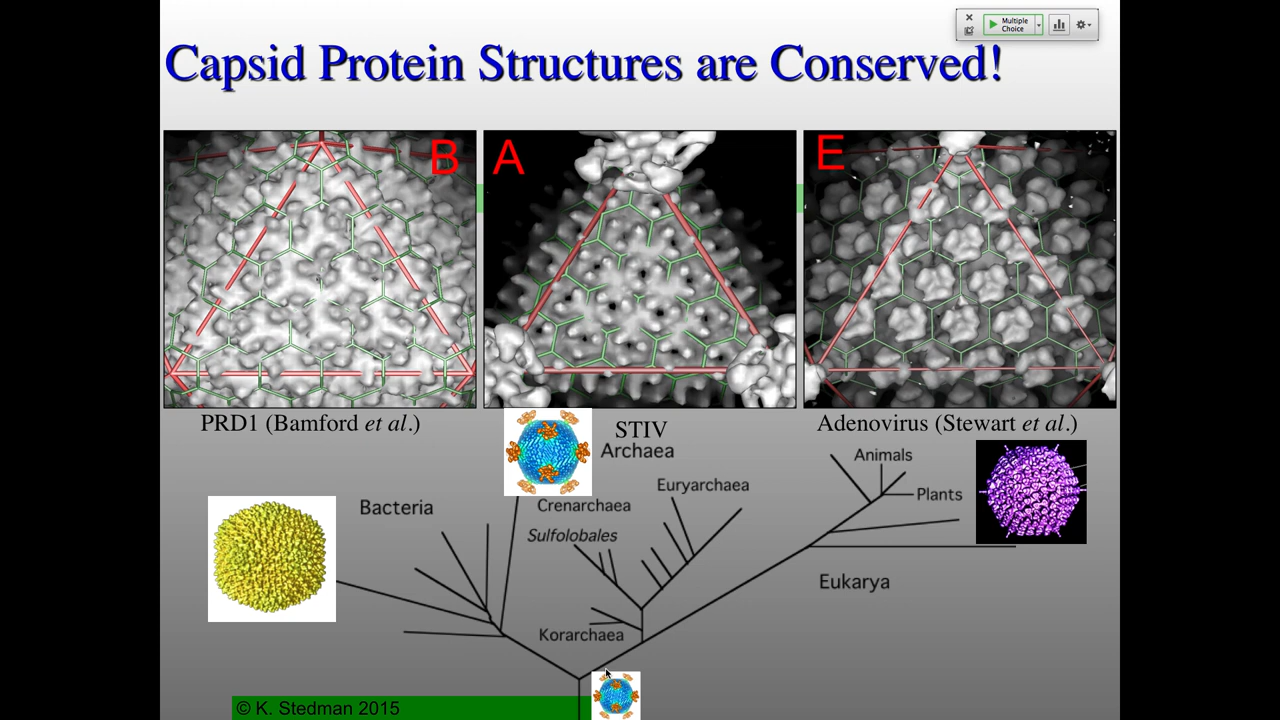 Multiple
Choice
Capsid Protein Structures are Conserved!
B
A
E
PRD1 (Bamford et al.)
STIV
Adenovirus (Stewart et al.)
Archaea
Animals
Euryarchaea
Plants
Bacteria
Crenarchaea
Sulfolobales
Eukarya
Korarchaea
© K. Stedman 2015